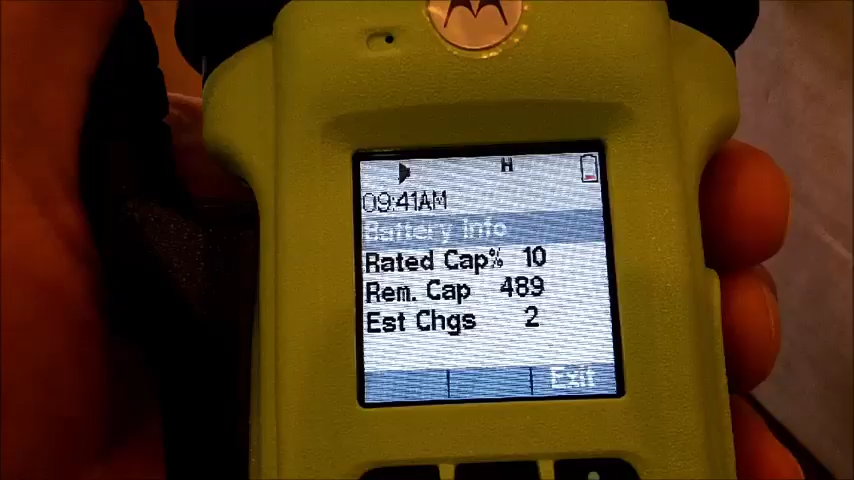 H
09:41AM
Battery Info
Rated Cap% 10
Rem. Cap 489
Est Chgs 2
Exit